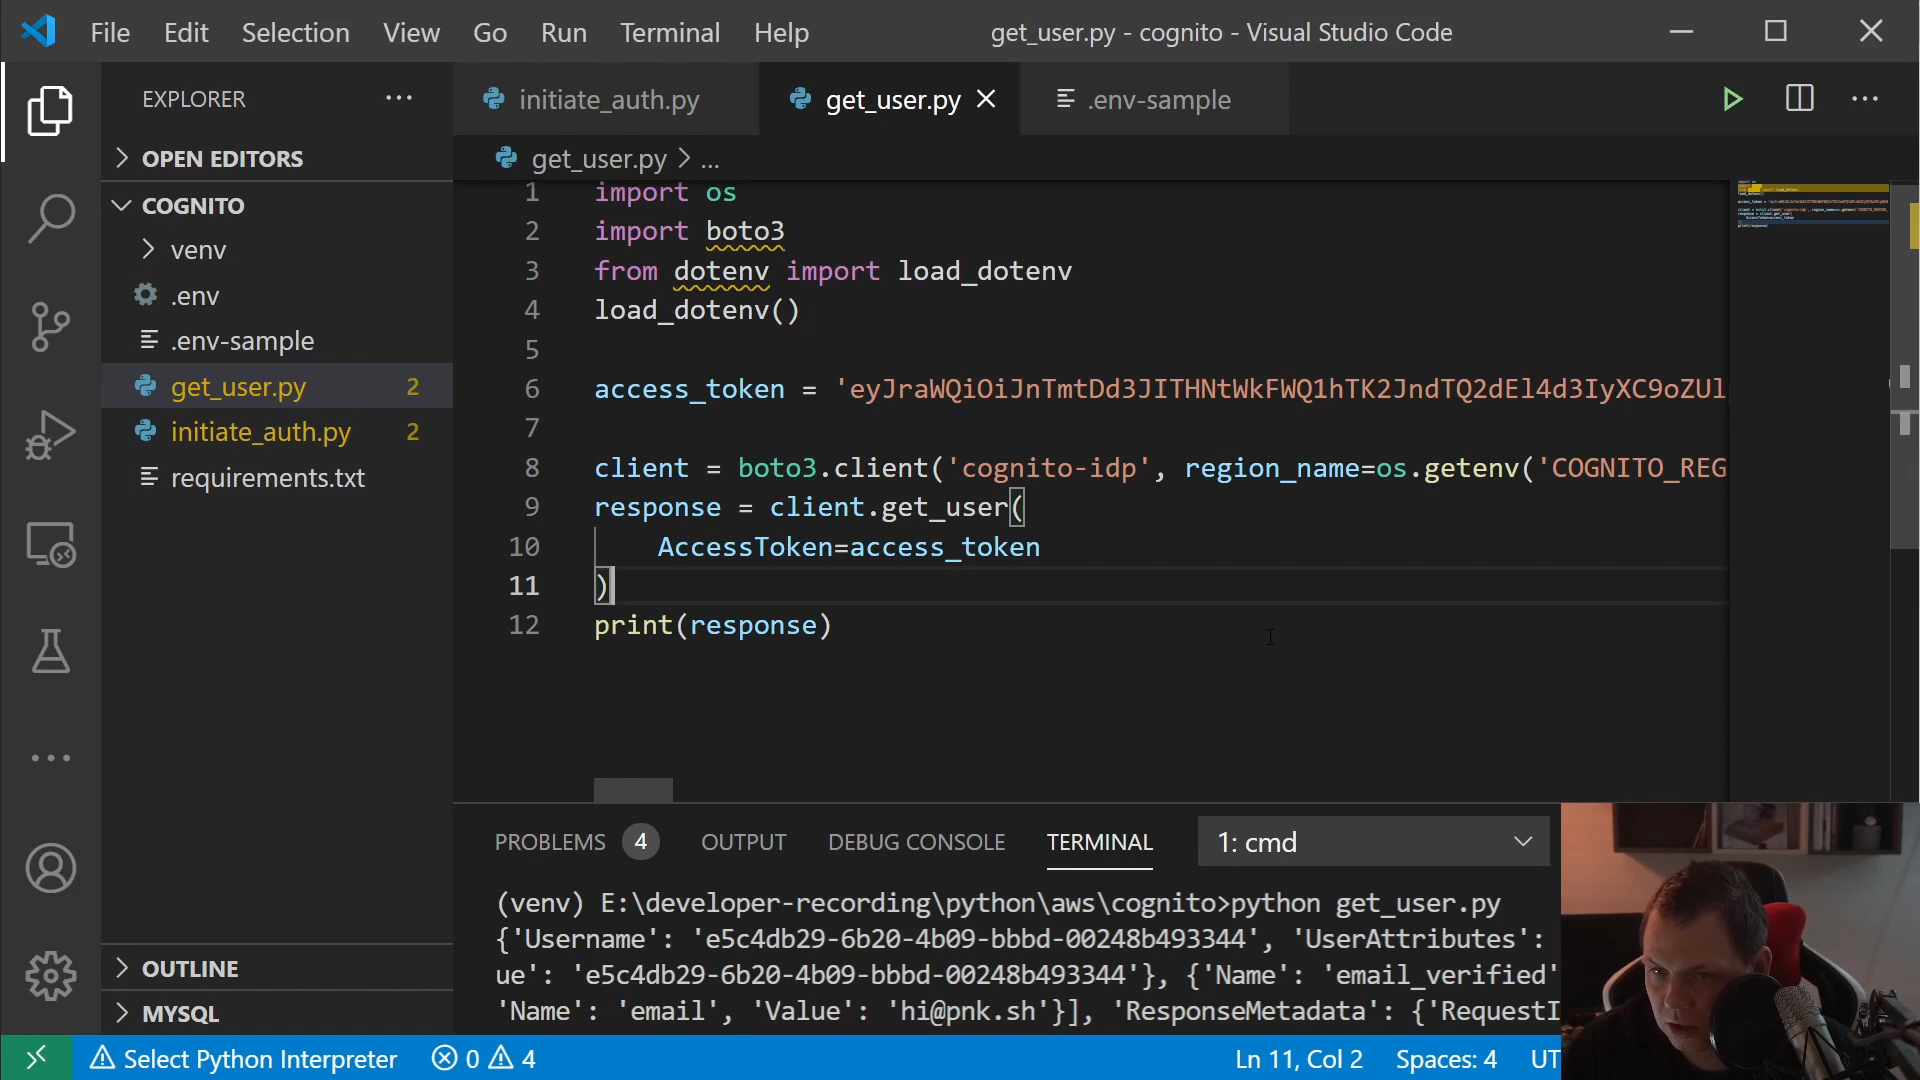 File Edit Selection View Go Run Terminal Help get_user.py - cognito - Visual Studio Code
EXPLORER
OPEN EDITORS
COGNITO
venv
.env
.env-sample
get_user.py 2
initiate_auth.py 2
requirements.txt
OUTLINE
MYSQL
initiate_auth.py get_user.py .env-sample
get_user.py > ...
1 import os
2 import boto3
3 from dotenv import load_dotenv
4 load_dotenv()
5
6 access_token = 'eyJraWQiOiJnTmtDd3JITHNtWkFWQ1hTK2JndTQ2dEl4d3IyXC9oZUl
7
8 client = boto3.client('cognito-idp', region_name=os.getenv('COGNITO_REG
9 response = client.get_user(
10 AccessToken=access_token
11 )
12 print(response)
PROBLEMS 4 OUTPUT DEBUG CONSOLE TERMINAL 1: cmd
(venv) E:\developer-recording\python\aws\cognito>python get_user.py
{'Username': 'e5c4db29-6b20-4b09-bbbd-00248b493344', 'UserAttributes':
ue': 'e5c4db29-6b20-4b09-bbbd-00248b493344'}, {'Name': 'email_verified'
'Name': 'email', 'Value': 'hi@pnk.sh'}], 'ResponseMetadata': {'RequestI
Select Python Interpreter 0 4 Ln 11, Col 2 Spaces: 4 UT